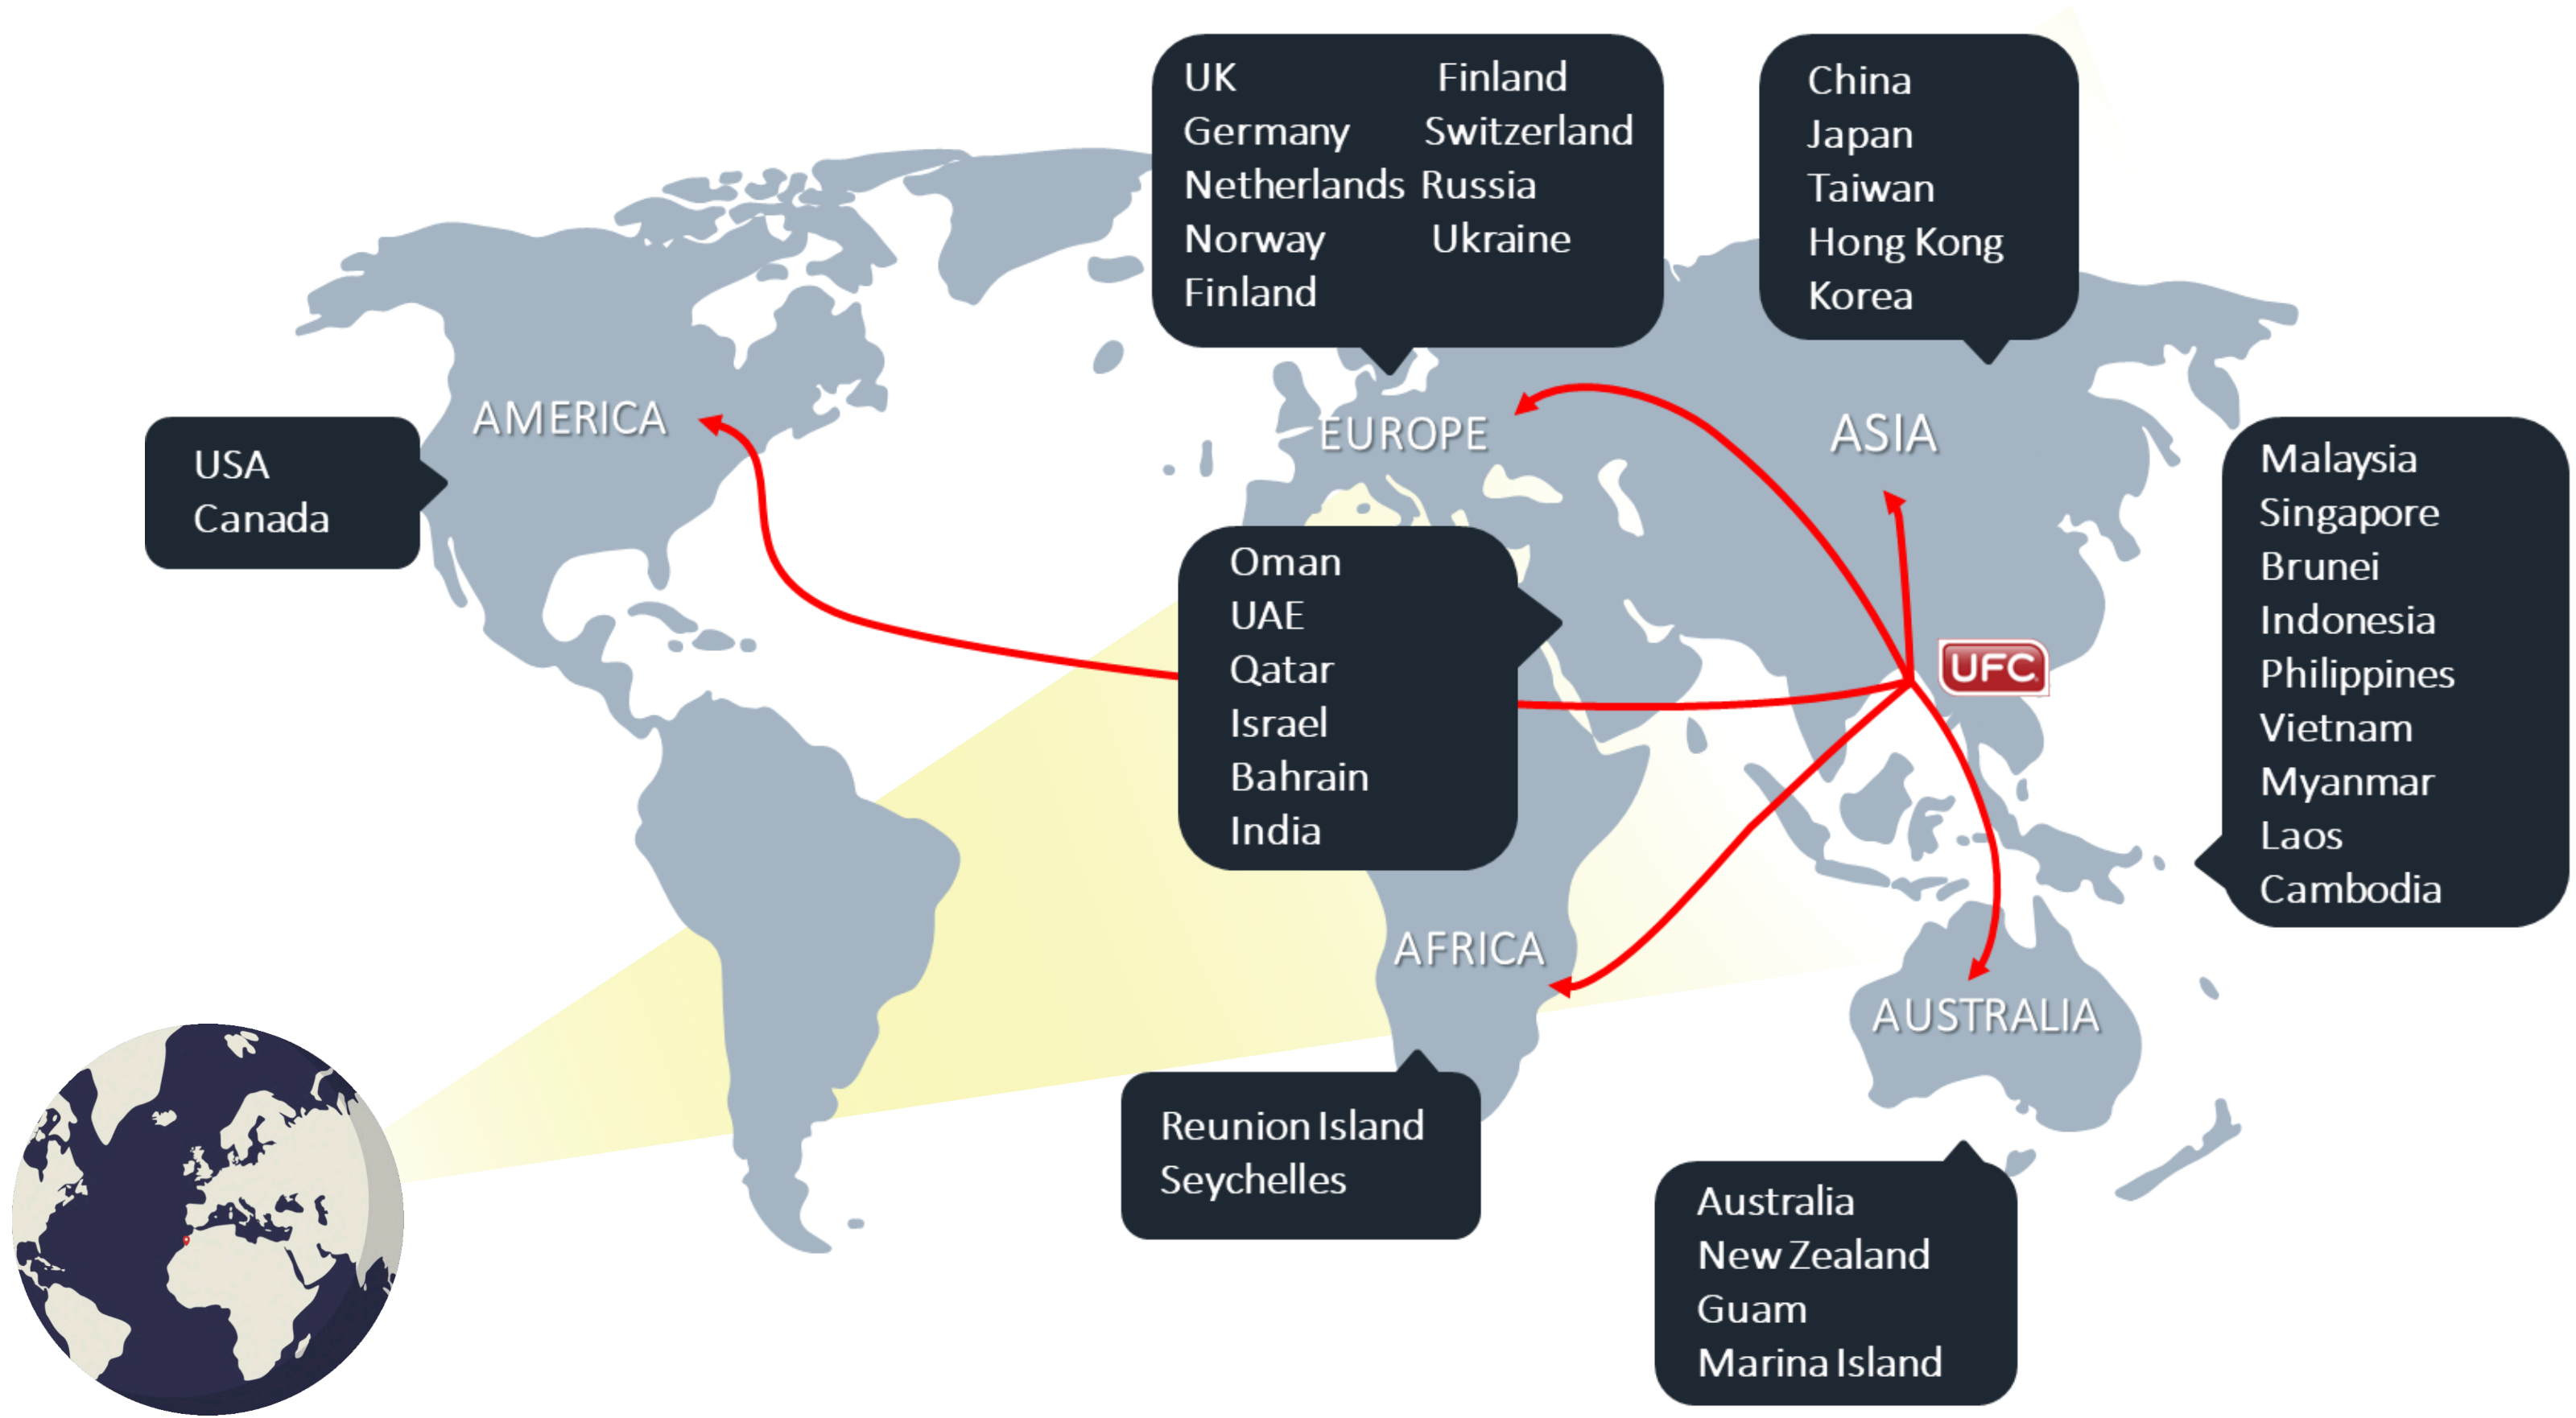 UK
Germany
Netherlands
Norway
Finland
Finland
Switzerland
Russia
Ukraine
China
Japan
Taiwan
Hong Kong
Korea
AMERICA
USA
Canada
EUROPE
ASIA
Malaysia
Singapore
Brunei
Indonesia
Philippines
Vietnam
Myanmar
Laos
Cambodia
Oman
UAE
Qatar
Israel
Bahrain
India
UFC
AFRICA
AUSTRALIA
Reunion Island
Seychelles
Australia
New Zealand
Guam
Marina Island